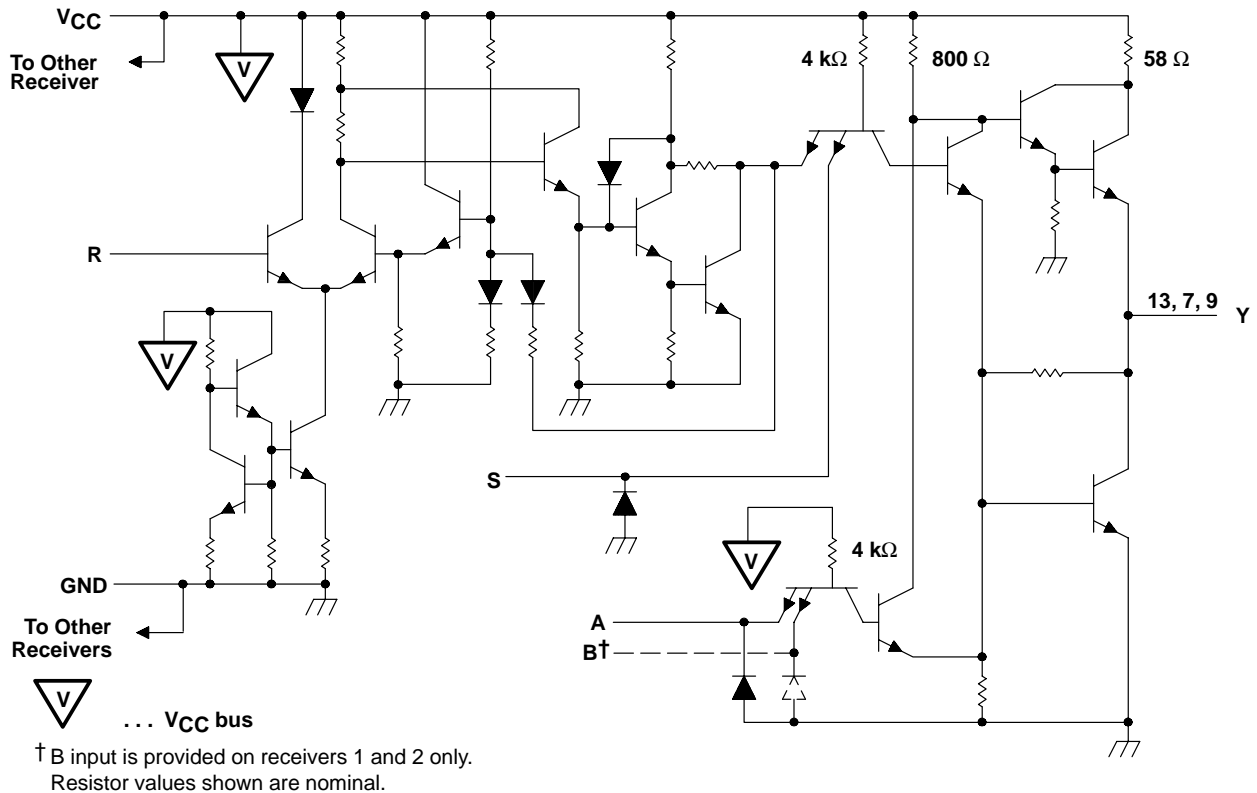 VCC
To Other
Receiver
V
4 kΩ
800 Ω
58 Ω
R
V
13, 7, 9
Y
S
V
4 kΩ
GND
A
To Other
Receivers
B†
V
... VCC bus
† B input is provided on receivers 1 and 2 only.
Resistor values shown are nominal.